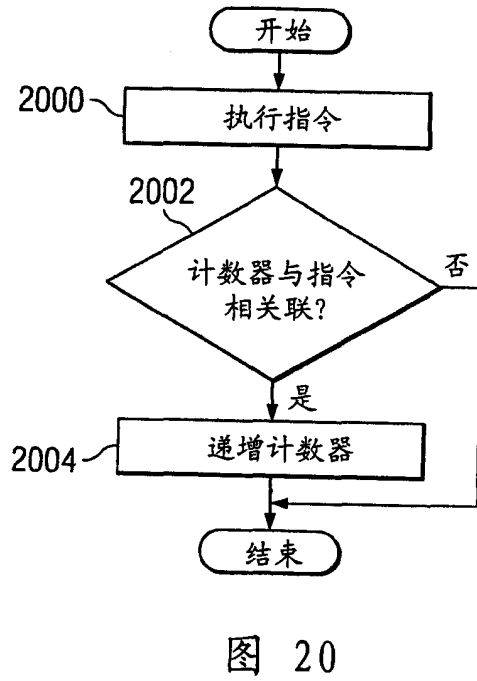 开始
2000
执行指令
2002
计数器与指令
相关联?
否
是
2004
递增计数器
结束
图 20